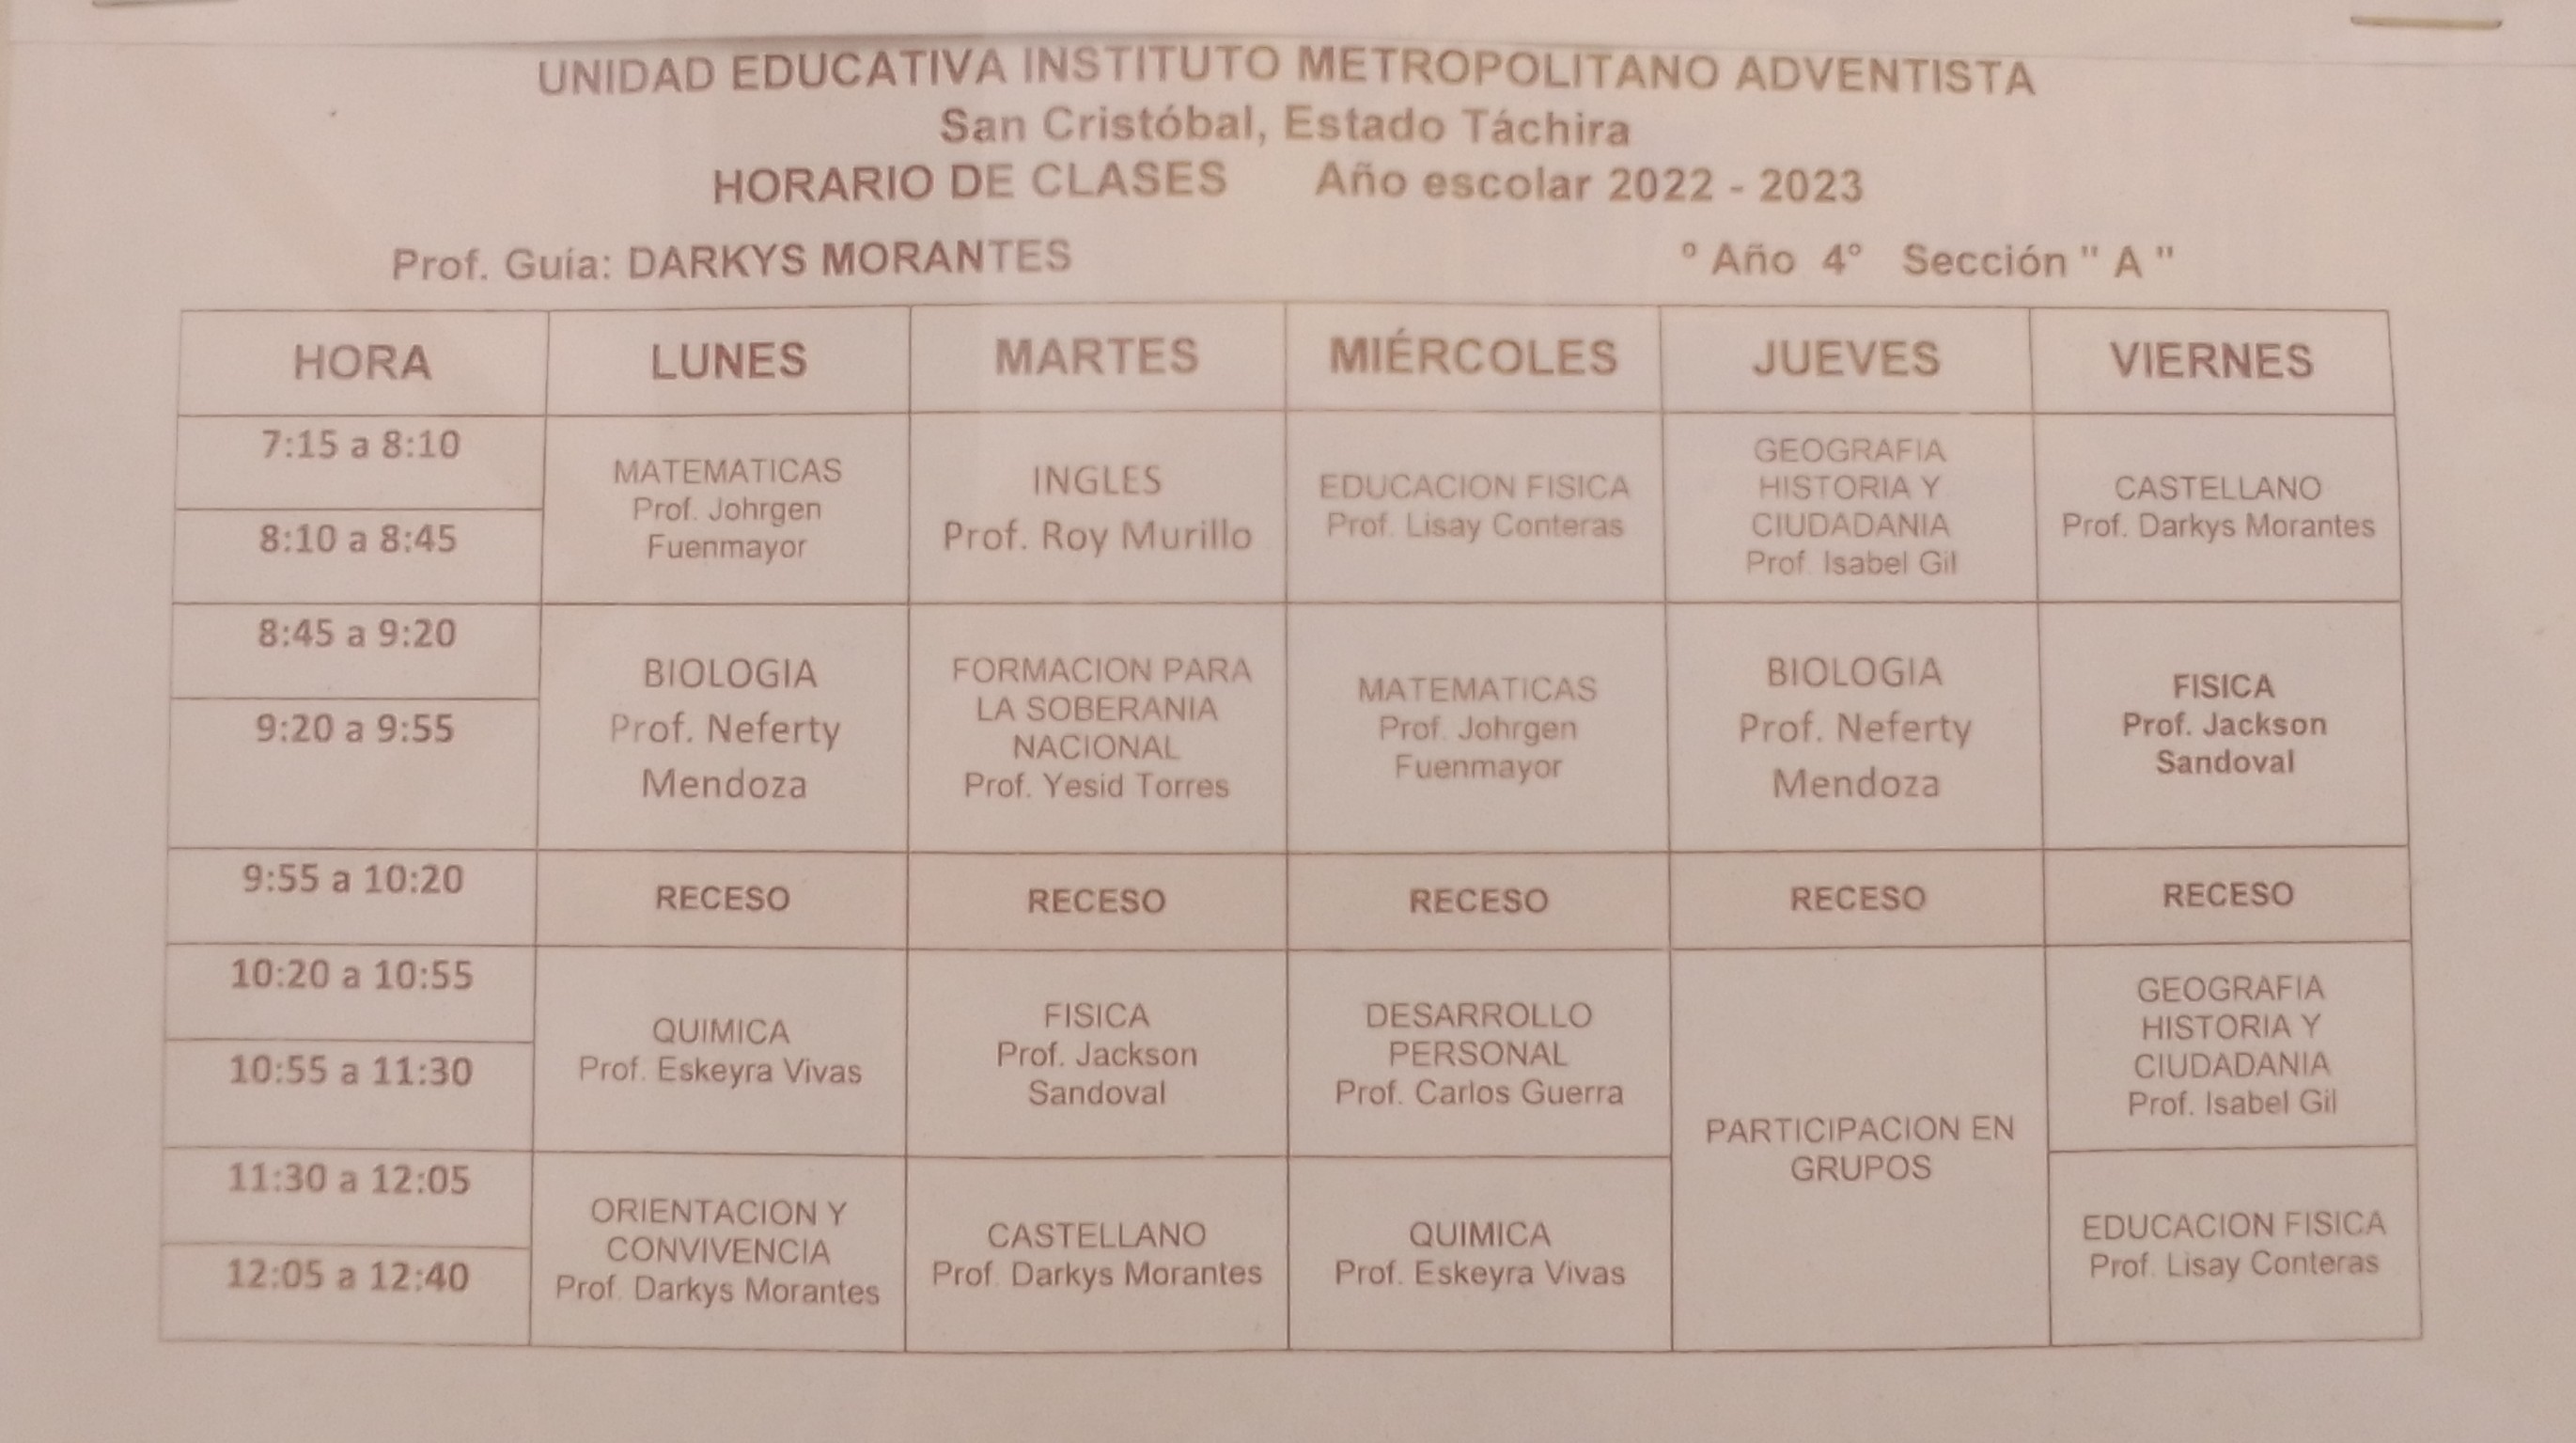 UNIDAD EDUCATIVA INSTITUTO METROPOLITANO ADVENTISTA
San Cristóbal, Estado Táchira
HORARIO DE CLASES Año escolar 2022 - 2023
Prof. Guía: DARKYS MORANTES º Año 4° Sección " A "
HORA LUNES MARTES MIÉRCOLES JUEVES VIERNES
7:15 a 8:10
8:10 a 8:45
MATEMATICAS
Prof. Johrgen
Fuenmayor
INGLES
Prof. Roy Murillo
EDUCACION FISICA
Prof. Lisay Conteras
GEOGRAFIA
HISTORIA Y
CIUDADANIA
Prof. Isabel Gil
CASTELLANO
Prof. Darkys Morantes
8:45 a 9:20
9:20 a 9:55
BIOLOGIA
Prof. Neferty
Mendoza
FORMACION PARA
LA SOBERANIA
NACIONAL
Prof. Yesid Torres
MATEMATICAS
Prof. Johrgen
Fuenmayor
BIOLOGIA
Prof. Neferty
Mendoza
FISICA
Prof. Jackson
Sandoval
9:55 a 10:20
RECESO RECESO RECESO RECESO RECESO
10:20 a 10:55
10:55 a 11:30
QUIMICA
Prof. Eskeyra Vivas
FISICA
Prof. Jackson
Sandoval
DESARROLLO
PERSONAL
Prof. Carlos Guerra
PARTICIPACION EN
GRUPOS
GEOGRAFIA
HISTORIA Y
CIUDADANIA
Prof. Isabel Gil
11:30 a 12:05
12:05 a 12:40
ORIENTACION Y
CONVIVENCIA
Prof. Darkys Morantes
CASTELLANO
Prof. Darkys Morantes
QUIMICA
Prof. Eskeyra Vivas
EDUCACION FISICA
Prof. Lisay Conteras